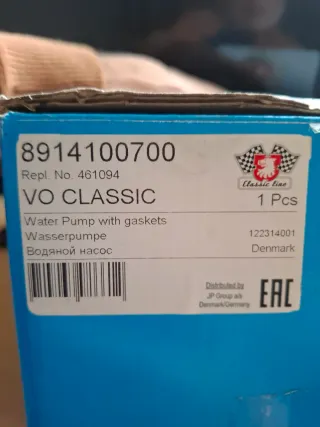 8914100700
Repl. No. 461094
VO CLASSIC
Classic line
1 Pcs
Water Pump with gaskets
Wasserpumpe
122314001
Водяной насос
Denmark
Distributed by
JP Group a/s
Denmark/Germany
EAC